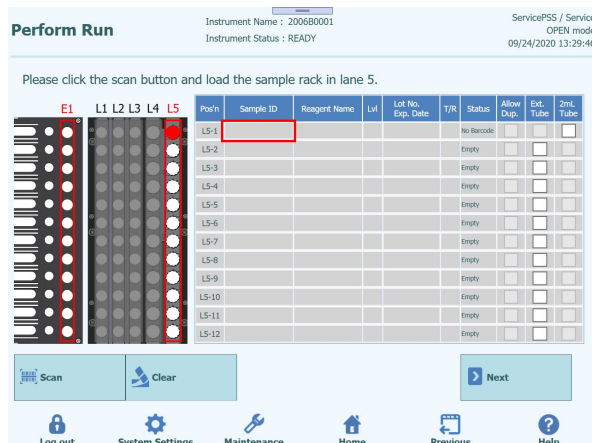 Perform Run
Instrument Name : 2006B0001
Instrument Status : READY
ServicePSS / Service
OPEN mode
09/24/2020 13:29:46
Please click the scan button and load the sample rack in lane 5.
E1 L1 L2 L3 L4 L5
Pos'n Sample ID Reagent Name Lvl Lot No. Exp. Date T/R Status Allow Dup. Ext. Tube 2mL Tube
L5-1 No Barcode
L5-2 Empty
L5-3 Empty
L5-4 Empty
L5-5 Empty
L5-6 Empty
L5-7 Empty
L5-8 Empty
L5-9 Empty
L5-10 Empty
L5-11 Empty
L5-12 Empty
Scan Clear Next
Log out System Settings Maintenance Home Previous Help